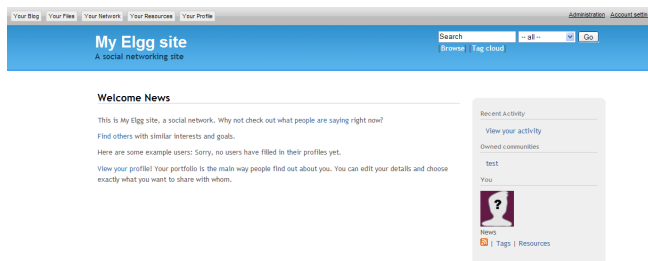 Your Blog Your Files Your Network Your Resources Your Profile Administration Account settin
My Elgg site
A social networking site
Search -- all -- Go
[Browse] [Tag cloud]
Welcome News
This is My Elgg site, a social network. Why not check out what people are saying right now?
Find others with similar interests and goals.
Here are some example users: Sorry, no users have filled in their profiles yet.
View your profile! Your portfolio is the main way people find out about you. You can edit your details and choose
exactly what you want to share with whom.
Recent Activity
View your activity
Owned communities
test
You
?
News
| Tags | Resources